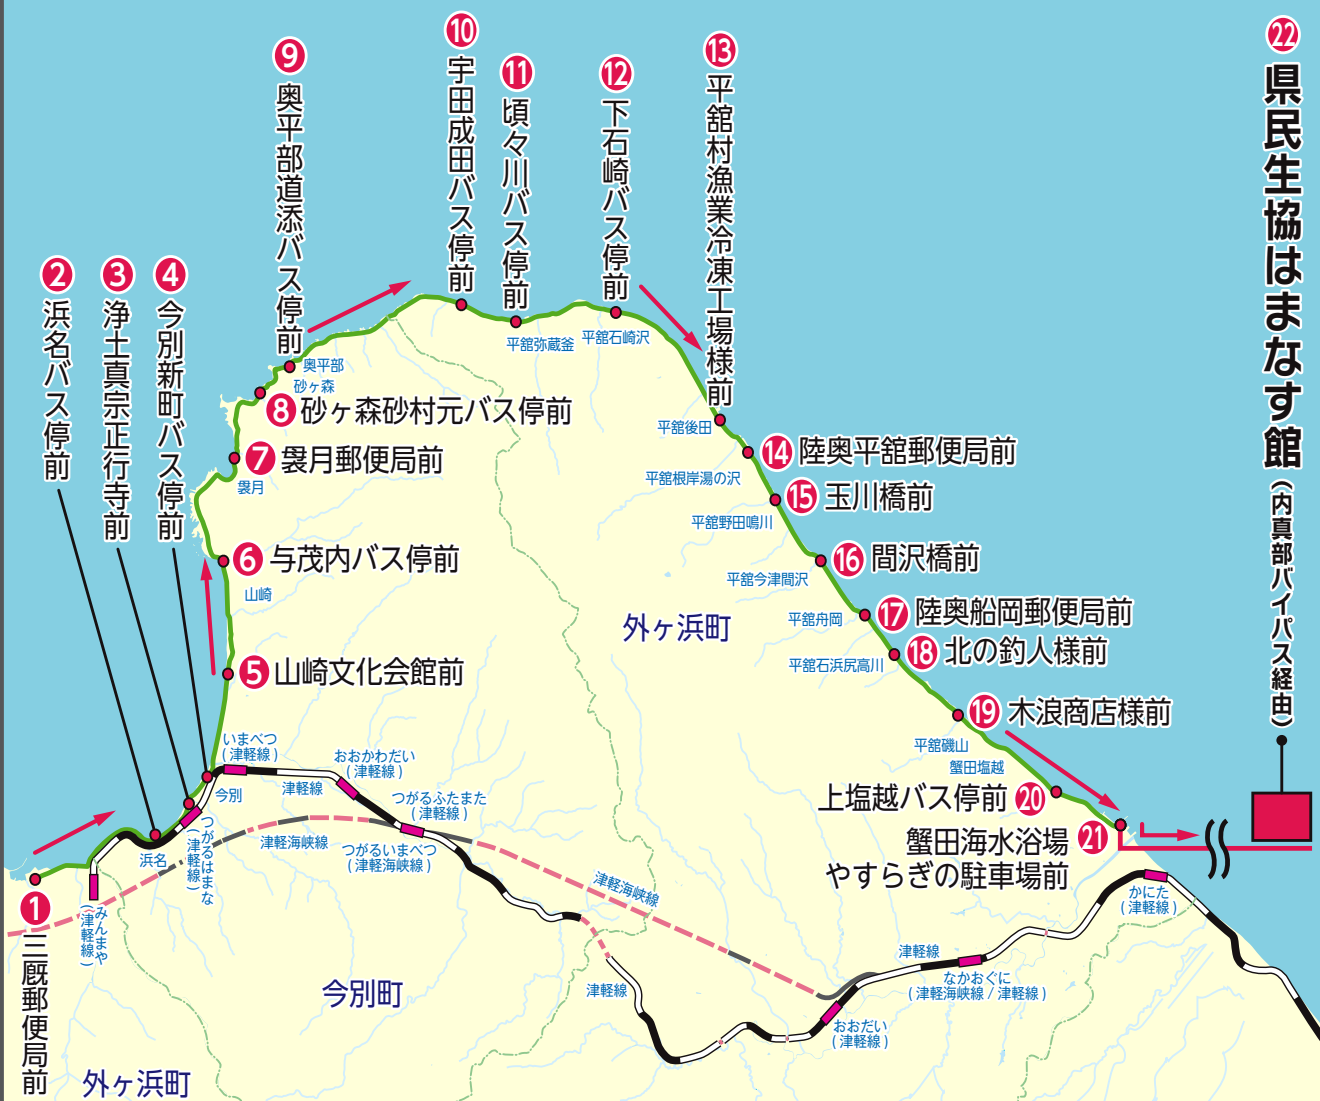 ① 三厩郵便局前
② 浜名バス停前
③ 浄土真宗正行寺前
④ 今別新町バス停前
⑤ 山崎文化会館前
⑥ 与茂内バス停前
⑦ 袰月郵便局前
⑧ 砂ヶ森砂村元バス停前
⑨ 奥平部道添バス停前
⑩ 宇田成田バス停前
⑪ 頃々川バス停前
⑫ 下石崎バス停前
⑬ 平舘村漁業冷凍工場様前
⑭ 陸奥平舘郵便局前
⑮ 玉川橋前
⑯ 間沢橋前
⑰ 陸奥船岡郵便局前
⑱ 北の釣人様前
⑲ 木浪商店様前
上塩越バス停前 ⑳
蟹田海水浴場 ㉑
やすらぎの駐車場前
㉒ 県民生協はまなす館(内真部バイパス経由)
奥平部
砂ヶ森
袰月
山崎
今別
浜名
平舘弥蔵釜
平舘石崎沢
平舘後田
平舘根岸湯の沢
平舘野田鳴川
平舘今津間沢
平舘舟岡
平舘石浜尻高川
平舘磯山
蟹田塩越
外ヶ浜町
今別町
外ヶ浜町
いまべつ
(津軽線)
津軽線
おおかわだい
(津軽線)
つがるふたまた
(津軽線)
つがるいまべつ
(津軽海峡線)
津軽海峡線
つがるはまな
(津軽線)
みんまや
(津軽線)
津軽海峡線
津軽線
津軽線
おおだい
(津軽線)
なかおぐに
(津軽海峡線/津軽線)
かにた
(津軽線)